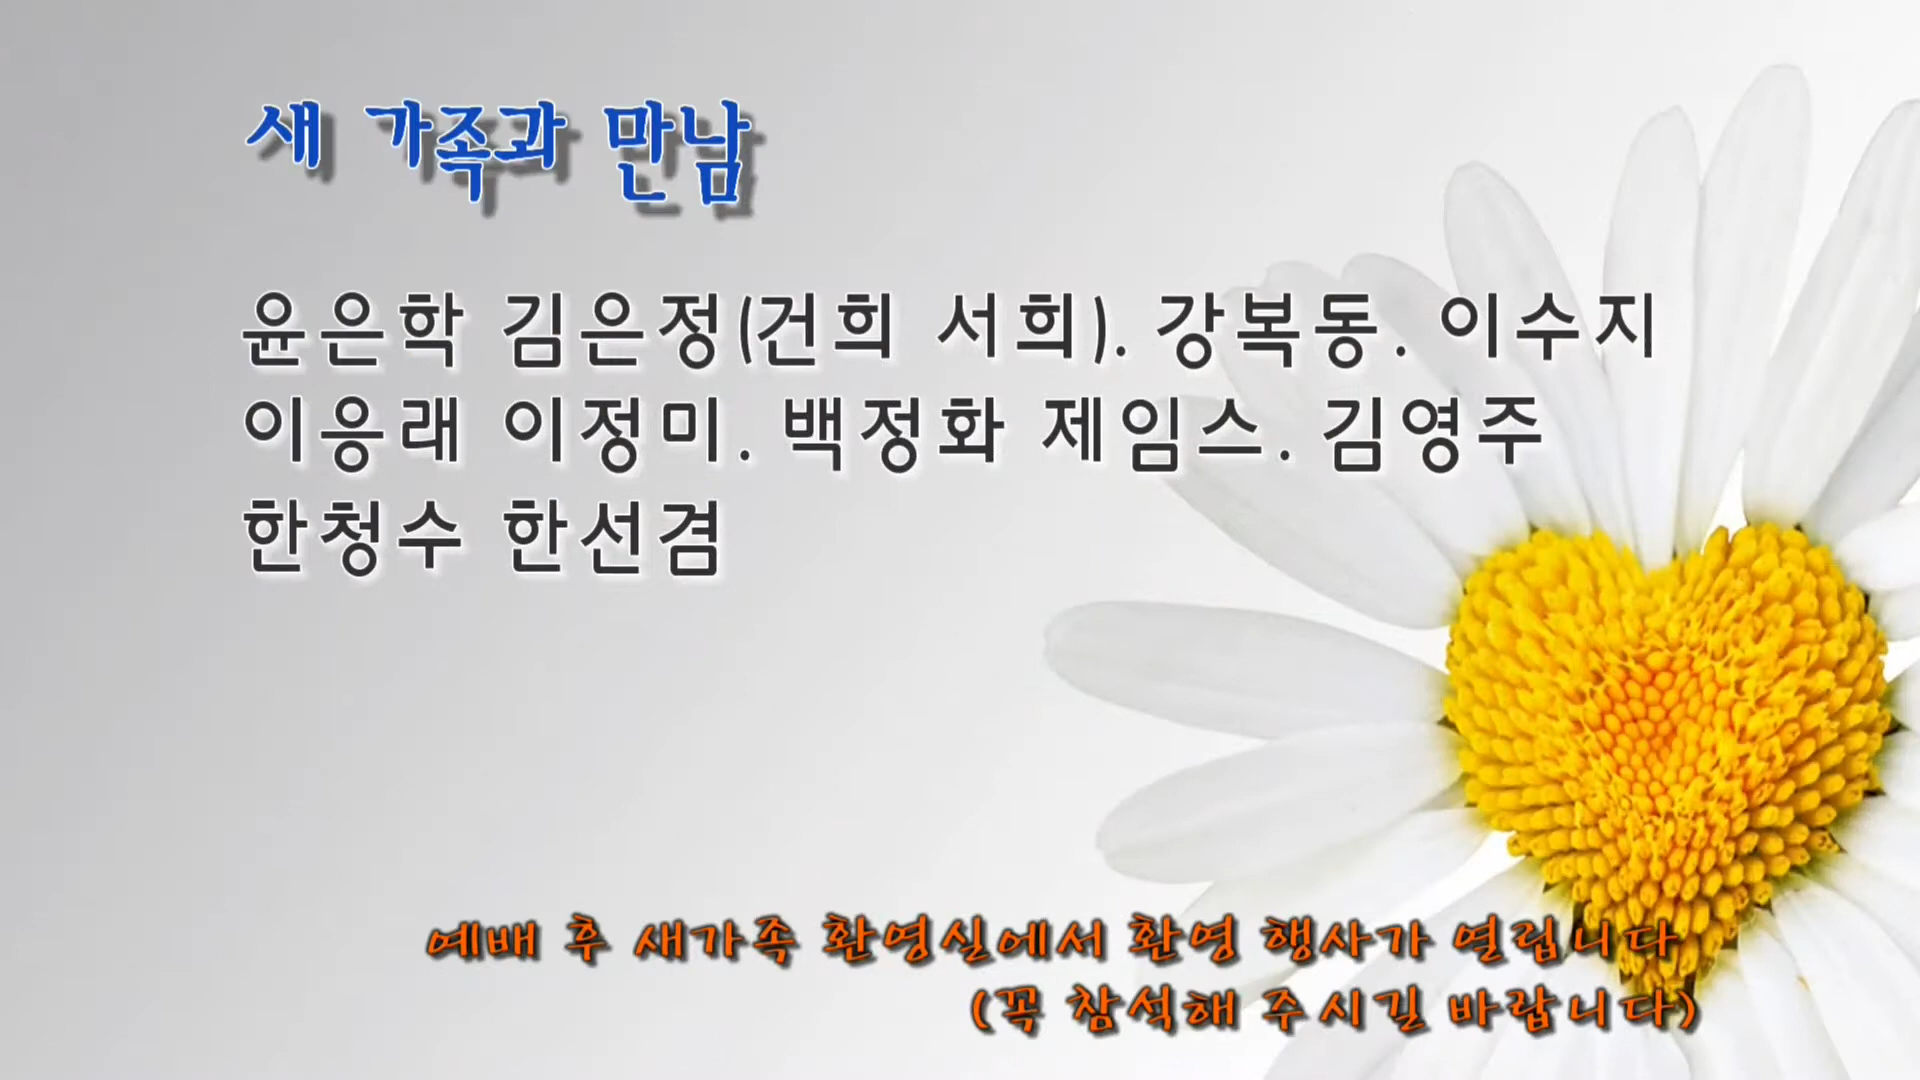 새 가족과 만남
윤은학 김은정(건희 서희). 강복동. 이수지
이응래 이정미. 백정화 제임스. 김영주
한청수 한선겸
예배 후 새가족 환영실에서 환영 행사가 열립니다
(꼭 참석해 주시길 바랍니다)